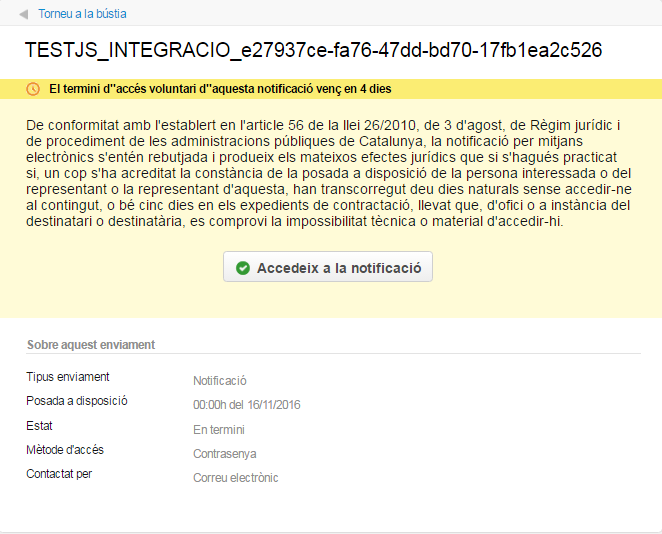 Torneu a la bústia
TESTJS_INTEGRACIO_e27937ce-fa76-47dd-bd70-17fb1ea2c526
El termini d''accés voluntari d''aquesta notificació venç en 4 dies
De conformitat amb l'establert en l'article 56 de la llei 26/2010, de 3 d'agost, de Règim jurídic i
de procediment de les administracions públiques de Catalunya, la notificació per mitjans
electrònics s'entén rebutjada i produeix els mateixos efectes jurídics que si s'hagués practicat
si, un cop s'ha acreditat la constància de la posada a disposició de la persona interessada o del
representant o la representant d'aquesta, han transcorregut deu dies naturals sense accedir-ne
al contingut, o bé cinc dies en els expedients de contractació, llevat que, d'ofici o a instància del
destinatari o destinatària, es comprovi la impossibilitat tècnica o material d'accedir-hi.
Accedeix a la notificació
Sobre aquest enviament
Tipus enviament Notificació
Posada a disposició 00:00h del 16/11/2016
Estat En termini
Mètode d'accés Contrasenya
Contactat per Correu electrònic